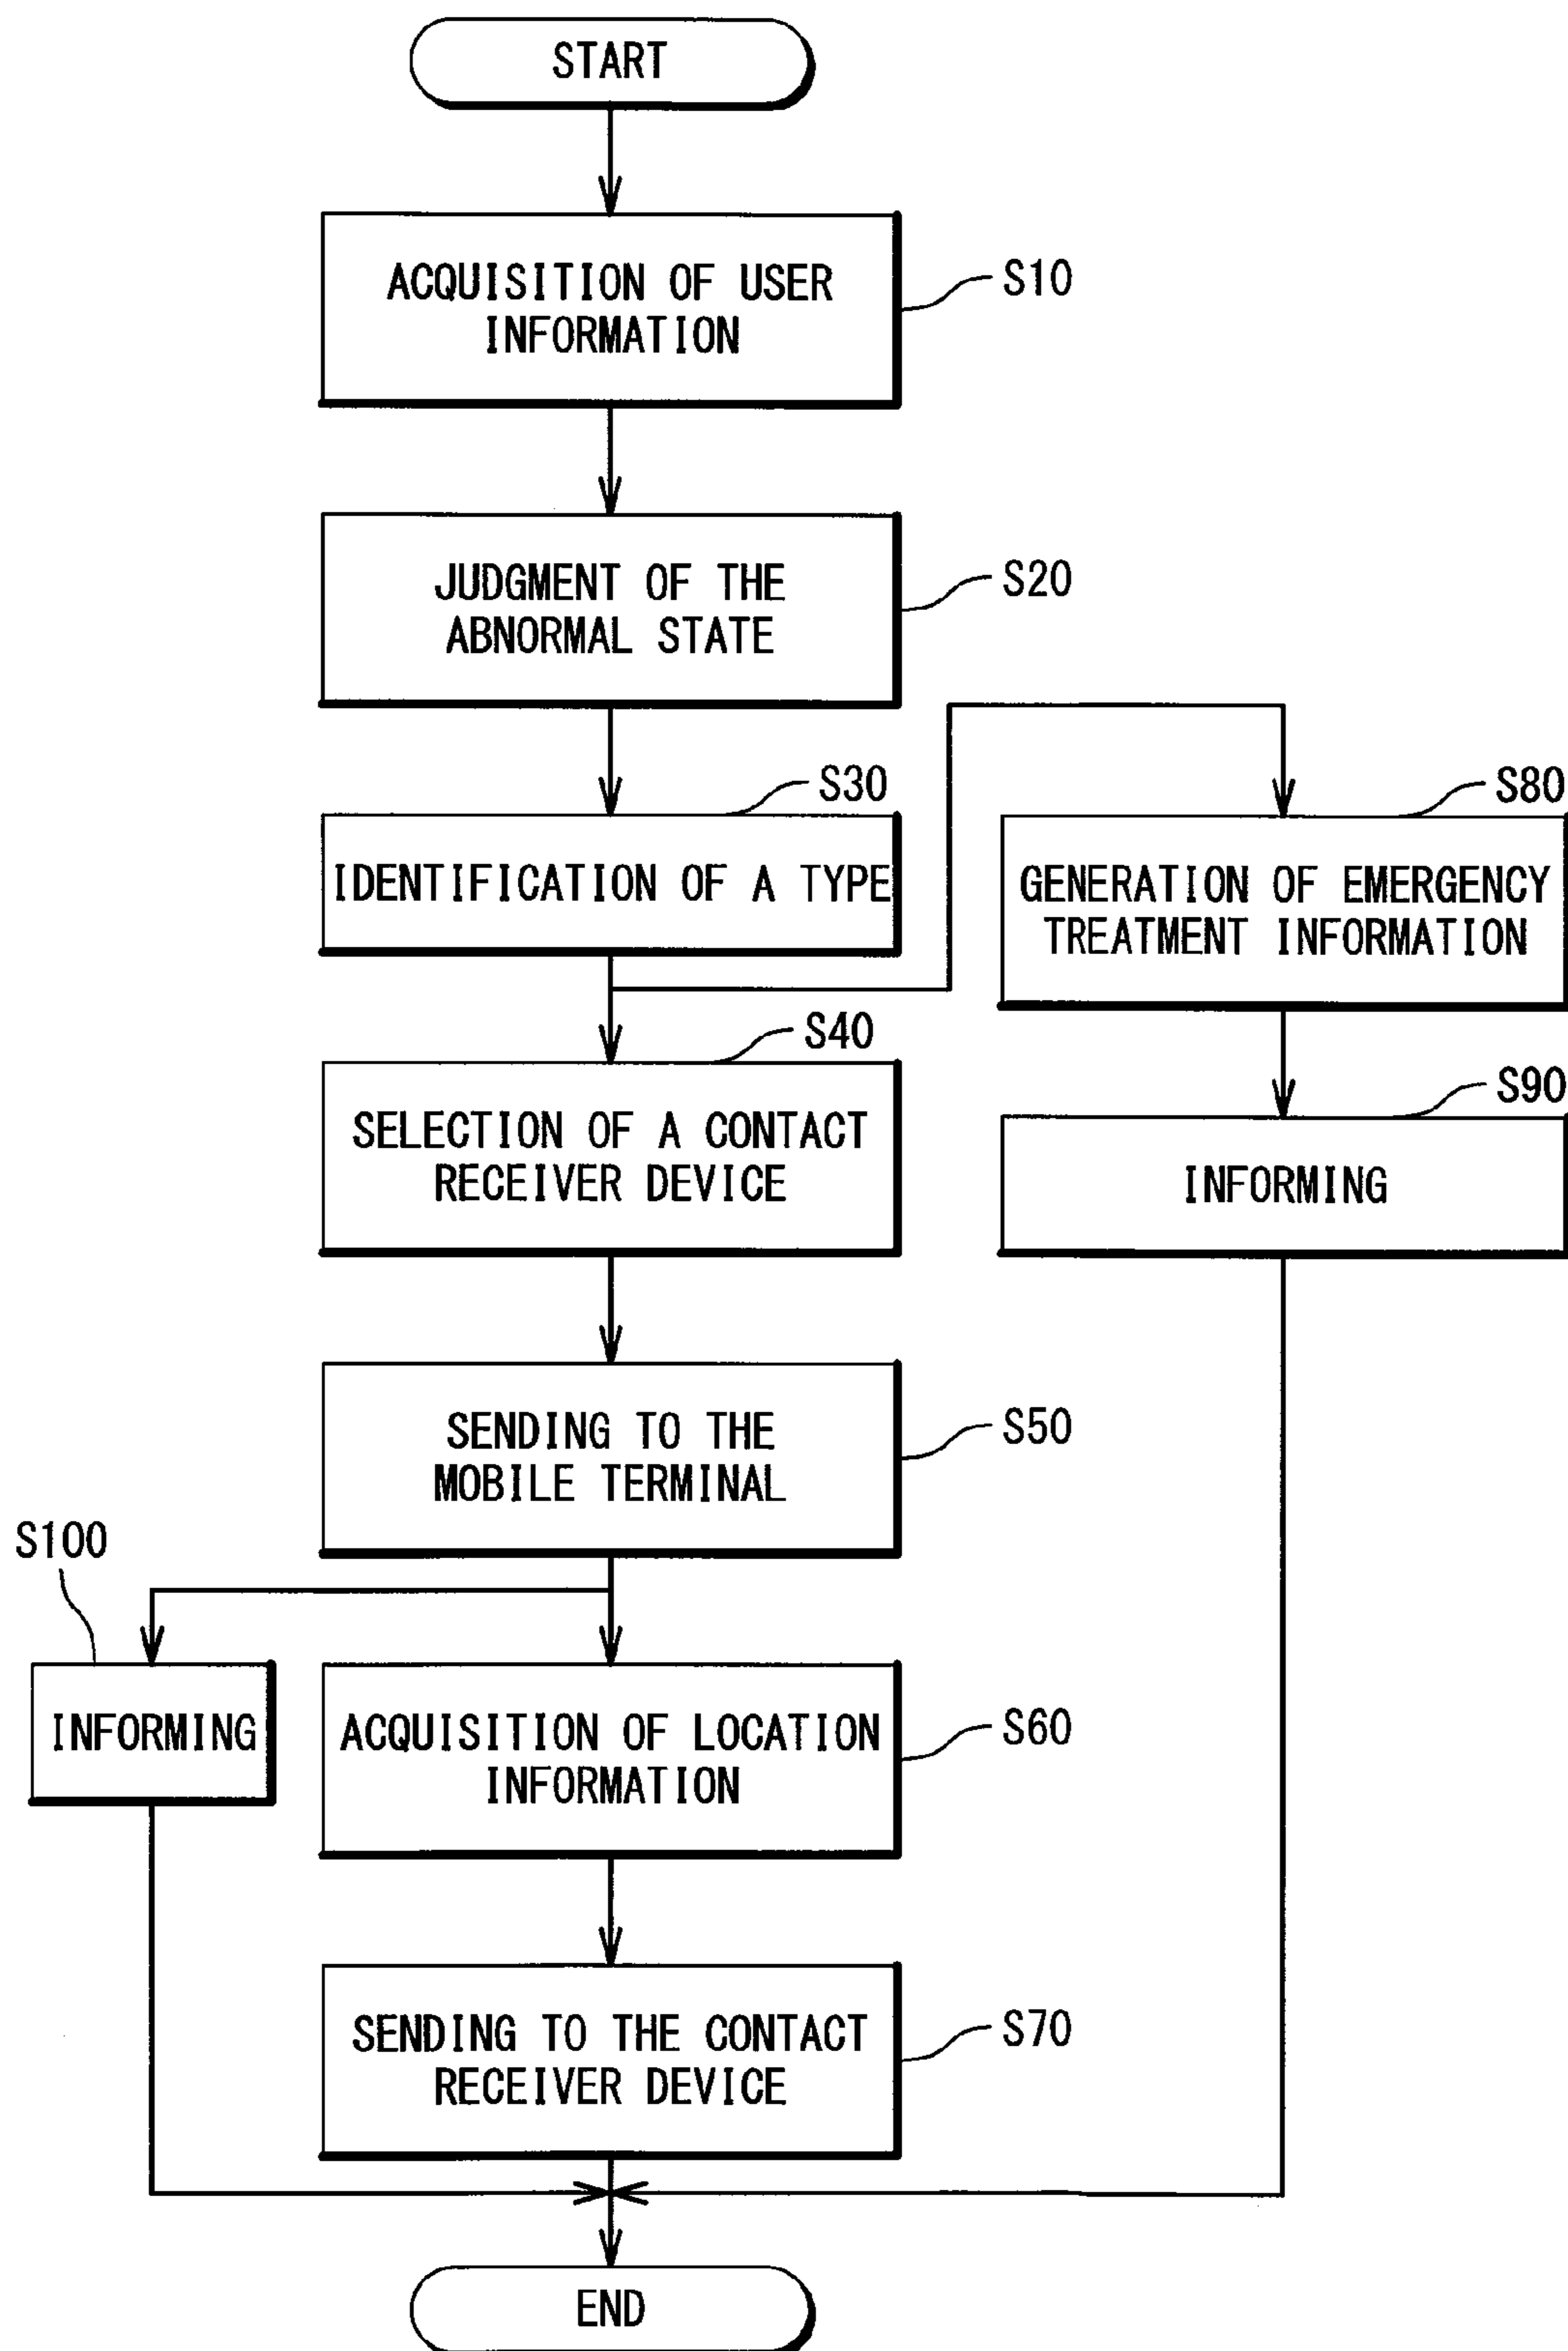 START
ACQUISITION OF USER
INFORMATION
S10
JUDGMENT OF THE
ABNORMAL STATE
S20
S30
IDENTIFICATION OF A TYPE
S80
GENERATION OF EMERGENCY
TREATMENT INFORMATION
S40
SELECTION OF A CONTACT
RECEIVER DEVICE
S90
INFORMING
SENDING TO THE
MOBILE TERMINAL
S50
S100
INFORMING
ACQUISITION OF LOCATION
INFORMATION
S60
SENDING TO THE CONTACT
RECEIVER DEVICE
S70
END